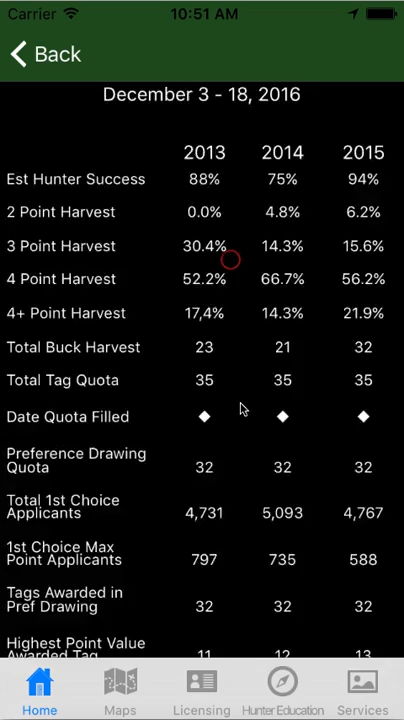 Carrier 10:51 AM
Back
December 3 - 18, 2016
2013 2014 2015
Est Hunter Success 88% 75% 94%
2 Point Harvest 0.0% 4.8% 6.2%
3 Point Harvest 30.4% 14.3% 15.6%
4 Point Harvest 52.2% 66.7% 56.2%
4+ Point Harvest 17,4% 14.3% 21.9%
Total Buck Harvest 23 21 32
Total Tag Quota 35 35 35
Date Quota Filled ◆ ◆ ◆
Preference Drawing
Quota 32 32 32
Total 1st Choice
Applicants 4,731 5,093 4,767
1st Choice Max
Point Applicants 797 735 588
Tags Awarded in
Pref Drawing 32 32 32
Highest Point Value
Awarded Tag 11 12 13
Home Maps Licensing Hunter Education Services